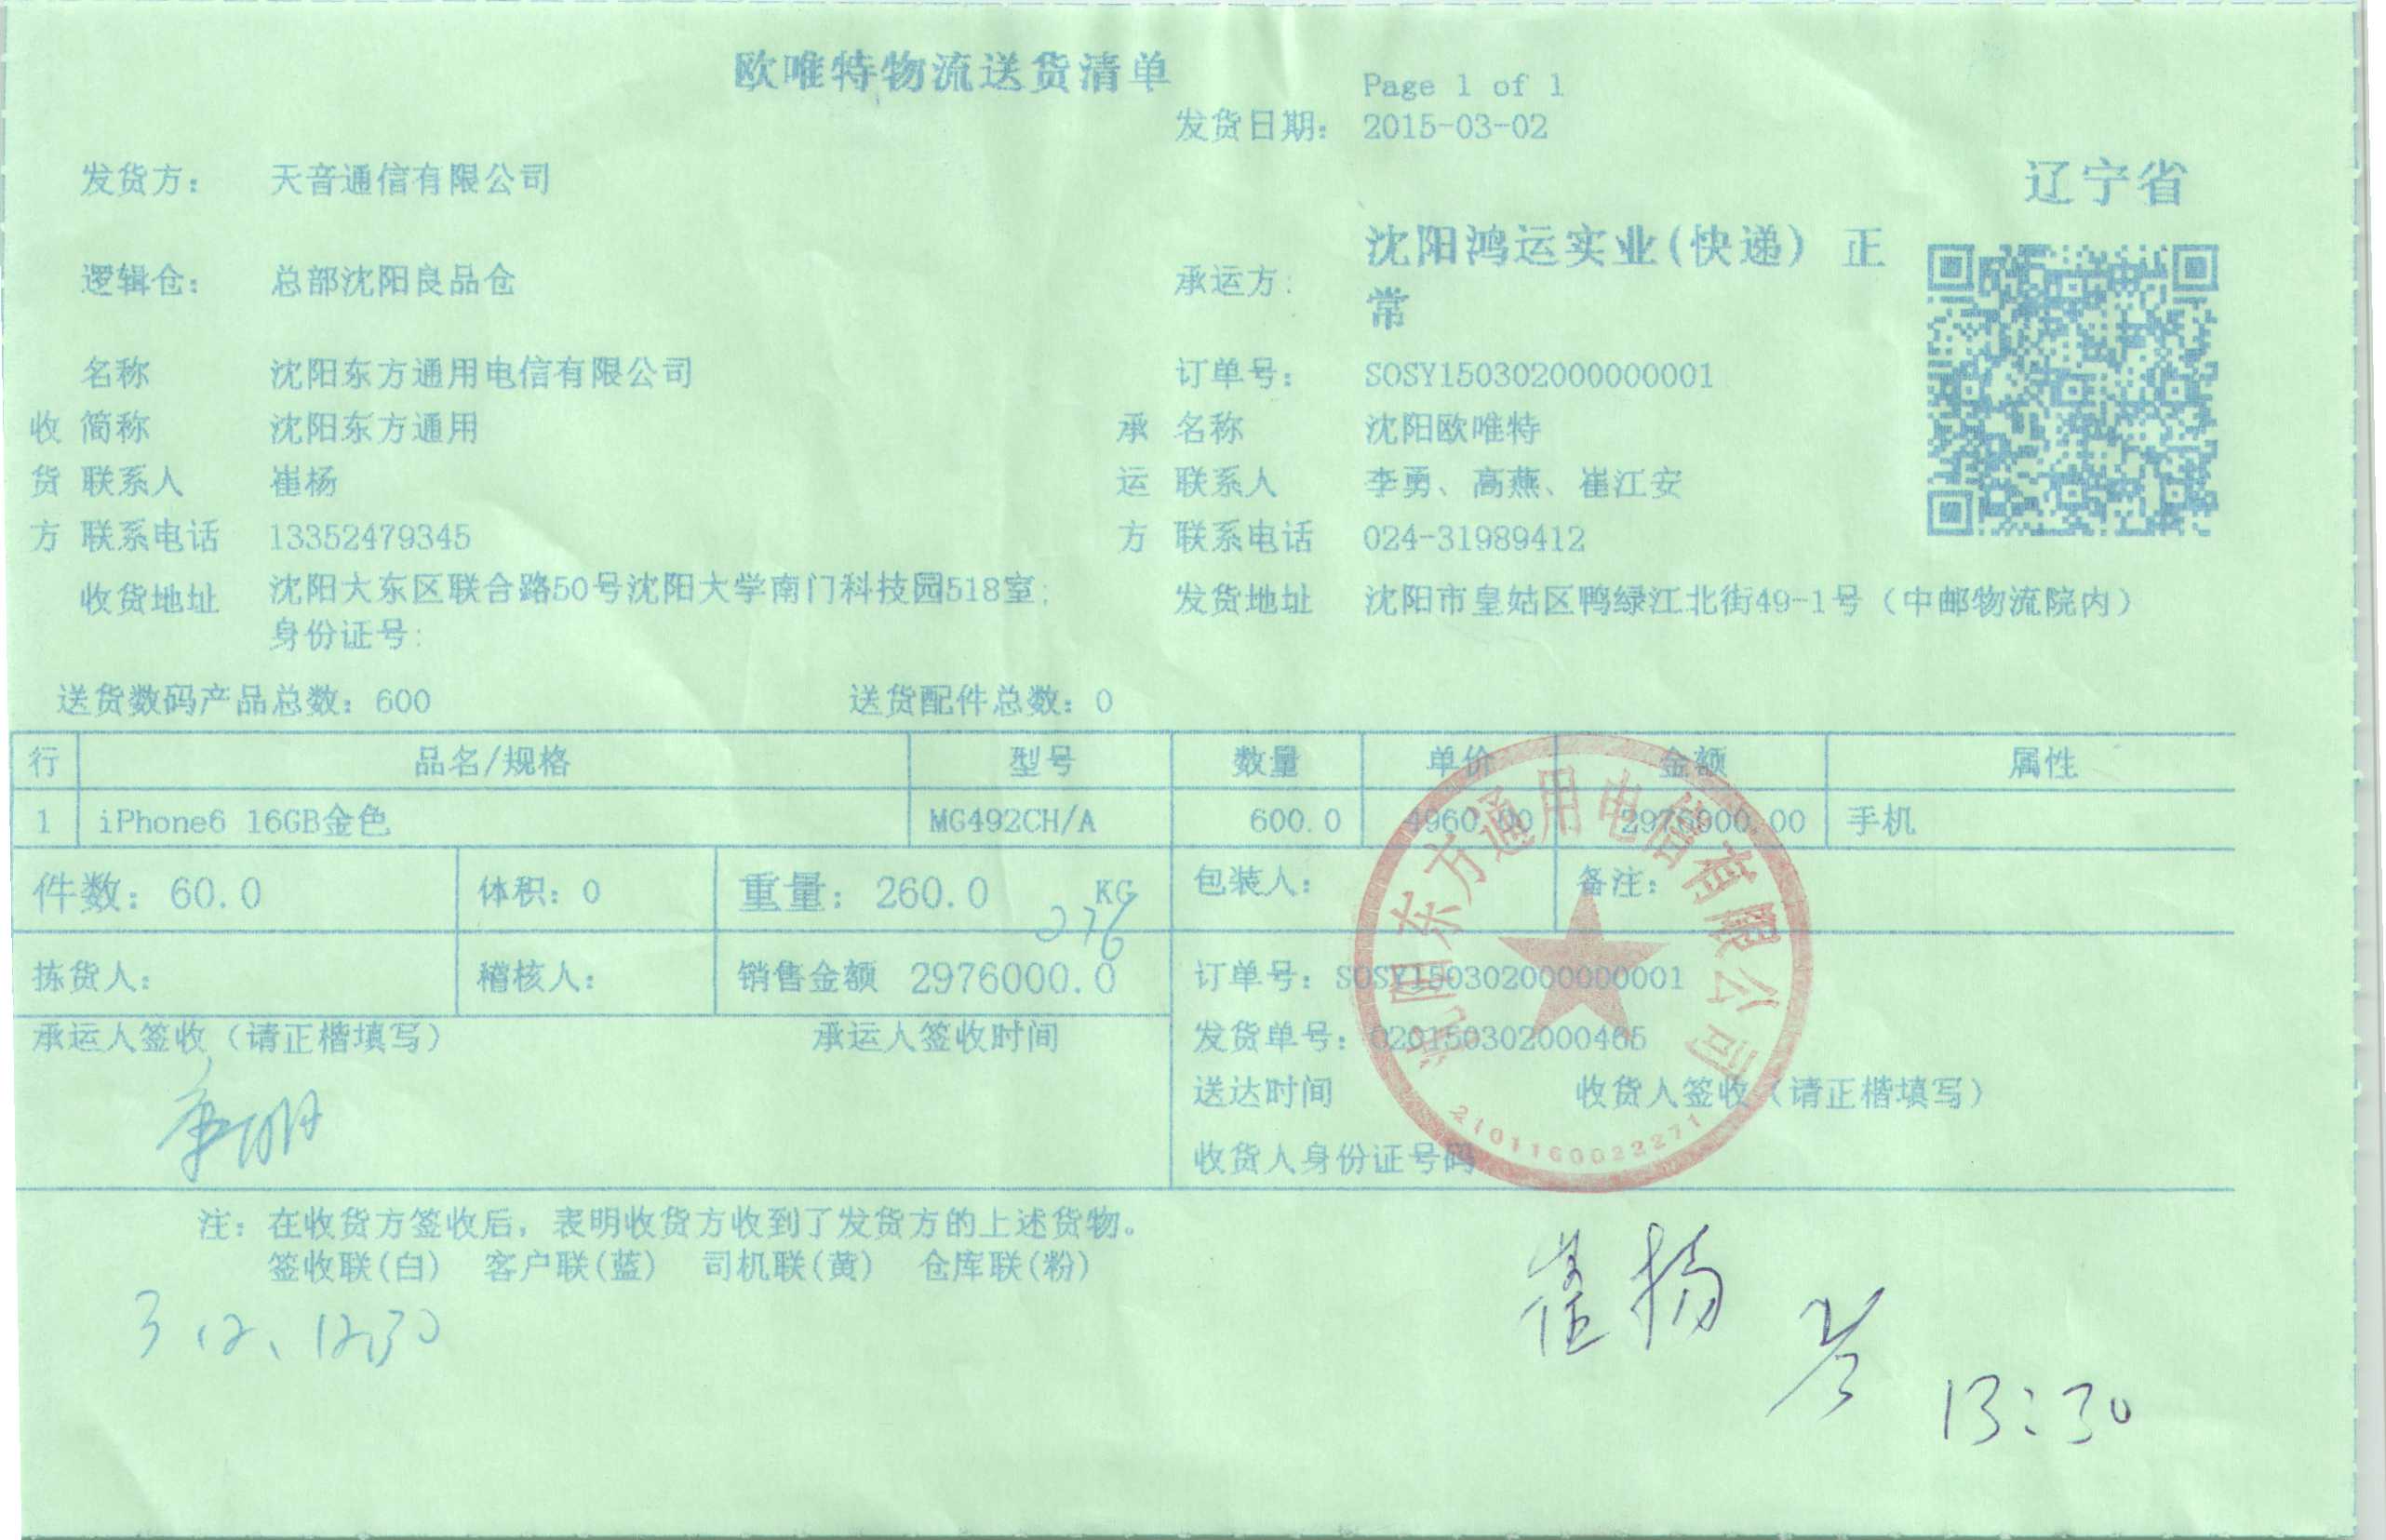 欧唯特物流送货清单
Page 1 of 1
发货日期: 2015-03-02
发货方: 天音通信有限公司
辽宁省
逻辑仓: 总部沈阳良品仓
承运方: 沈阳鸿运实业(快递) 正
常
名称 沈阳东方通用电信有限公司
订单号: SOSY150302000000001
收 简称 沈阳东方通用
承 名称 沈阳欧唯特
货 联系人 崔杨
运 联系人 李勇、高燕、崔江安
方 联系电话 13352479345
方 联系电话 024-31989412
收货地址 沈阳大东区联合路50号沈阳大学南门科技园518室;
身份证号:
发货地址 沈阳市皇姑区鸭绿江北街49-1号（中邮物流院内）
送货数码产品总数: 600 送货配件总数: 0
行 品名/规格 型号 数量 单价 金额 属性
1 iPhone6 16GB金色 MG492CH/A 600.0 4960.00 2976000.00 手机
件数: 60.0 体积: 0 重量: 260.0 KG 包装人: 备注:
276
拣货人: 稽核人: 销售金额 2976000.0 订单号: SOSY150302000000001
承运人签收（请正楷填写） 承运人签收时间
发货单号: 020150302000465
送达时间 收货人签收（请正楷填写）
收货人身份证号码
沈阳东方通用电信有限公司
2101160022271
注: 在收货方签收后, 表明收货方收到了发货方的上述货物。
签收联(白) 客户联(蓝) 司机联(黄) 仓库联(粉)
崔杨
13:30